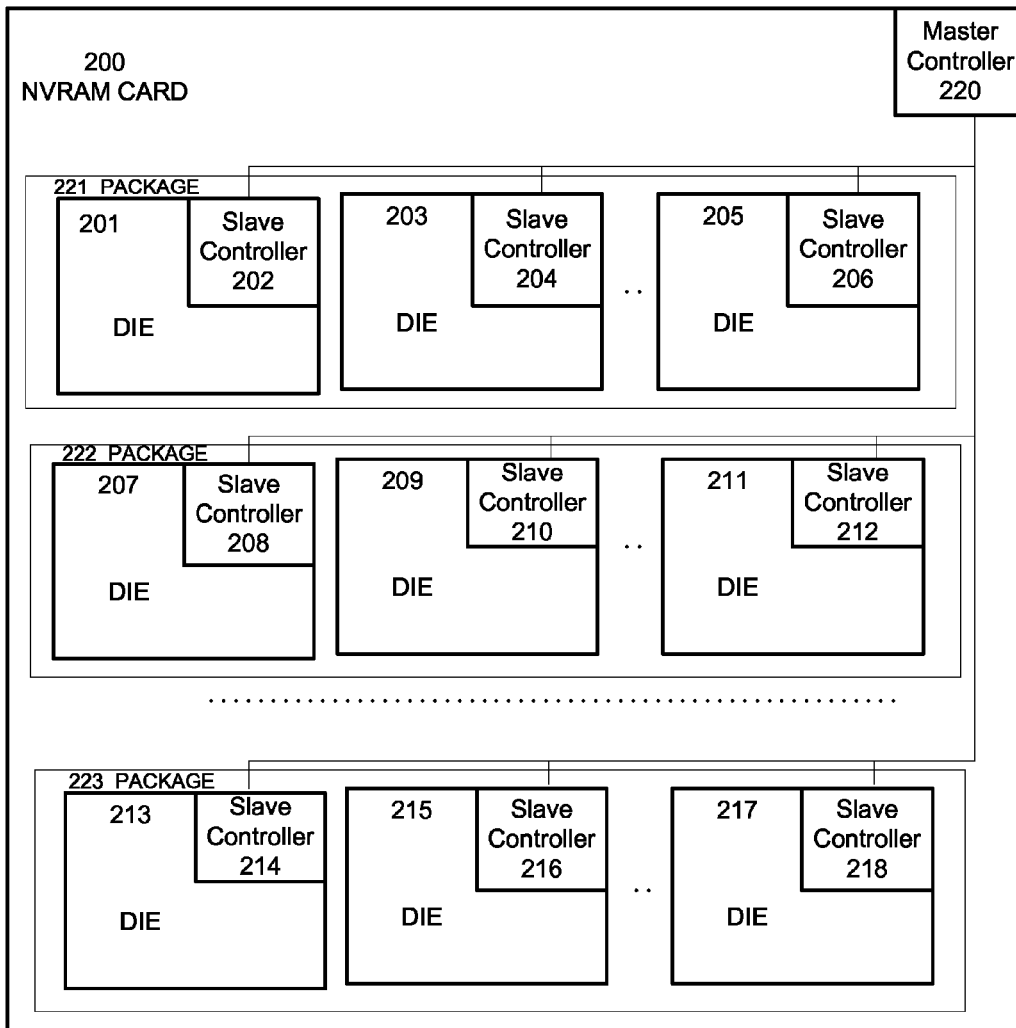 200
NVRAM CARD
Master
Controller
220
221 PACKAGE
201
Slave
Controller
202
DIE
203
Slave
Controller
204
DIE
. .
205
Slave
Controller
206
DIE
222 PACKAGE
207
Slave
Controller
208
DIE
209
Slave
Controller
210
DIE
. .
211
Slave
Controller
212
DIE
223 PACKAGE
213
Slave
Controller
214
DIE
215
Slave
Controller
216
DIE
. .
217
Slave
Controller
218
DIE